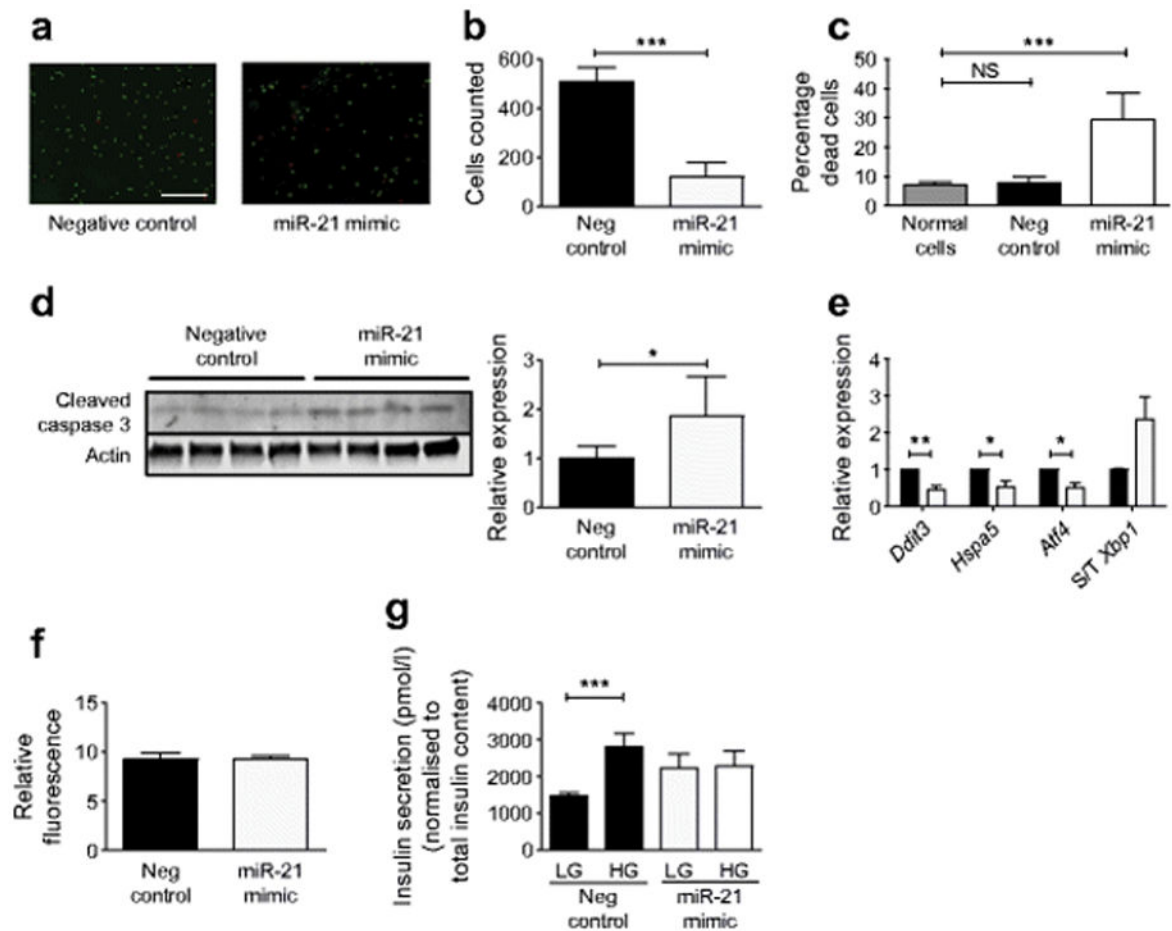 a
Negative control
miR-21 mimic
b
Cells counted
600
400
200
0
***
Neg
control
miR-21
mimic
c
Percentage
dead cells
50
40
30
20
10
0
***
NS
Normal
cells
Neg
control
miR-21
mimic
d
Negative
control
miR-21
mimic
Cleaved
caspase 3
Actin
Relative expression
3
2
1
0
*
Neg
control
miR-21
mimic
e
Relative expression
4
3
2
1
0
**
*
*
Ddit3
Hspa5
Atf4
S/T Xbp1
f
Relative
fluorescence
15
10
5
0
Neg
control
miR-21
mimic
g
Insulin secretion (pmol/l)
(normalised to
total insulin content)
4000
3000
2000
1000
0
***
LG HG LG HG
Neg
control
miR-21
mimic